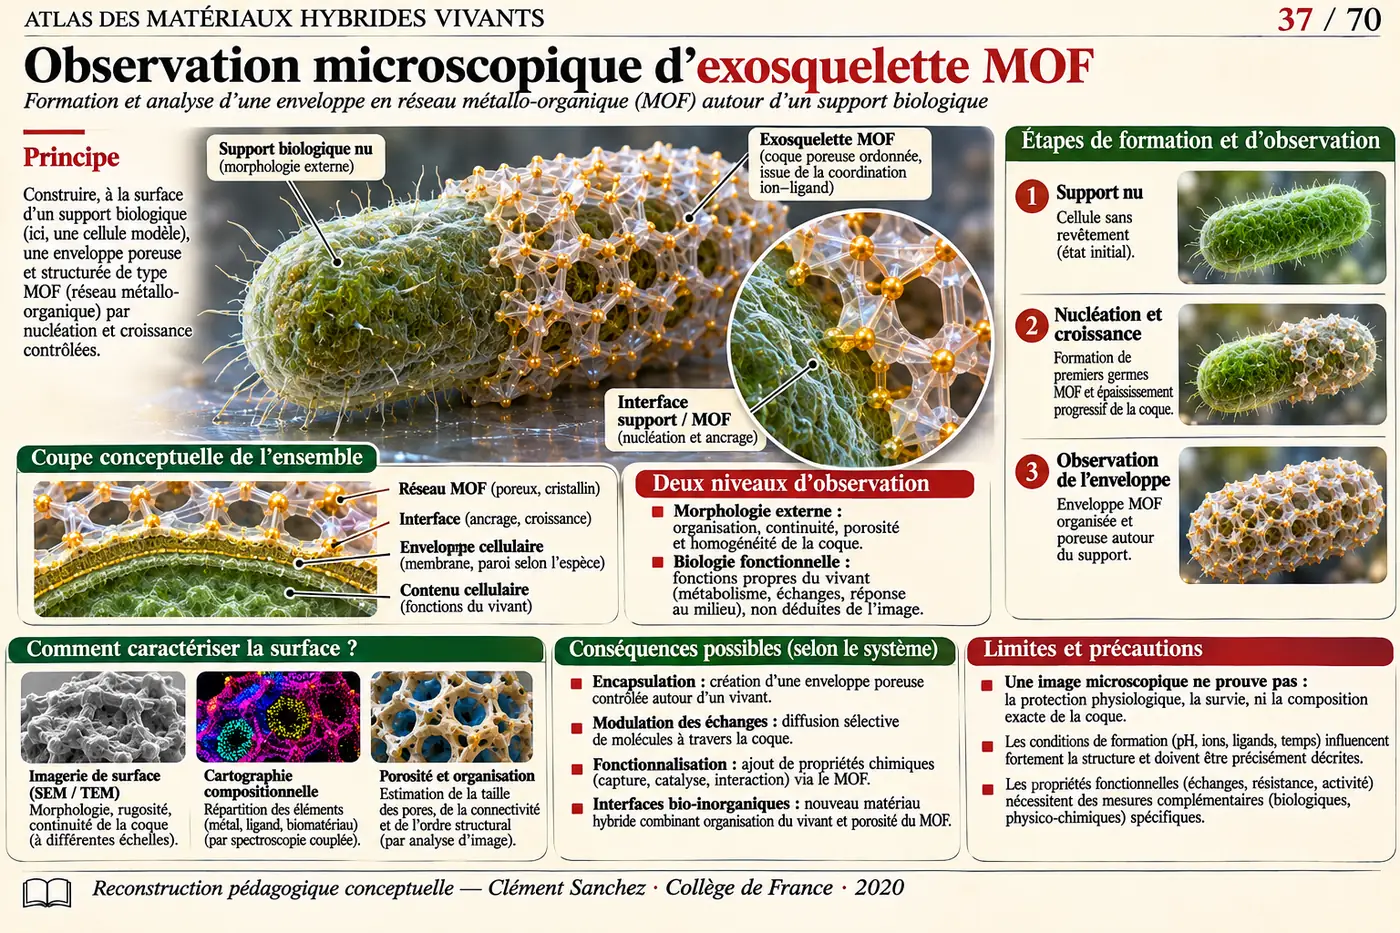 ATLAS DES MATÉRIAUX HYBRIDES VIVANTS
37 / 70
Observation microscopique d’exosquelette MOF
Formation et analyse d’une enveloppe en réseau métallo-organique (MOF) autour d’un support biologique
Principe
Construire, à la surface
d’un support biologique
(ici, une cellule modèle),
une enveloppe poreuse
et structurée de type
MOF (réseau métallo-
organique) par
nucléation et croissance
contrôlées.
Support biologique nu
(morphologie externe)
Exosquelette MOF
(coque poreuse ordonnée,
issue de la coordination
ion–ligand)
Interface
support / MOF
(nucléation et ancrage)
Étapes de formation et d’observation
1
Support nu
Cellule sans
revêtement
(état initial).
2
Nucléation et
croissance
Formation de
premiers germes
MOF et épaississement
progressif de la coque.
3
Observation
de l’enveloppe
Enveloppe MOF
organisée et
poreuse autour
du support.
Coupe conceptuelle de l’ensemble
Réseau MOF (poreux, cristallin)
Interface (ancrage, croissance)
Enveloppe cellulaire
(membrane, paroi selon l’espèce)
Contenu cellulaire
(fonctions du vivant)
Deux niveaux d’observation
Morphologie externe :
organisation, continuité, porosité
et homogénéité de la coque.
Biologie fonctionnelle :
fonctions propres du vivant
(métabolisme, échanges, réponse
au milieu), non déduites de l’image.
Comment caractériser la surface ?
Imagerie de surface
(SEM / TEM)
Morphologie, rugosité,
continuité de la coque
(à différentes échelles).
Cartographie
compositionnelle
Répartition des éléments
(métal, ligand, biomatériau)
(par spectroscopie couplée).
Porosité et organisation
Estimation de la taille
des pores, de la connectivité
et de l’ordre structural
(par analyse d’image).
Conséquences possibles (selon le système)
Encapsulation : création d’une enveloppe poreuse
contrôlée autour d’un vivant.
Modulation des échanges : diffusion sélective
de molécules à travers la coque.
Fonctionnalisation : ajout de propriétés chimiques
(capture, catalyse, interaction) via le MOF.
Interfaces bio-inorganiques : nouveau matériau
hybride combinant organisation du vivant et porosité du MOF.
Limites et précautions
Une image microscopique ne prouve pas :
la protection physiologique, la survie, ni la composition
exacte de la coque.
Les conditions de formation (pH, ions, ligands, temps) influencent
fortement la structure et doivent être précisément décrites.
Les propriétés fonctionnelles (échanges, résistance, activité)
nécessitent des mesures complémentaires (biologiques,
physico-chimiques) spécifiques.
Reconstruction pédagogique conceptuelle — Clément Sanchez · Collège de France · 2020